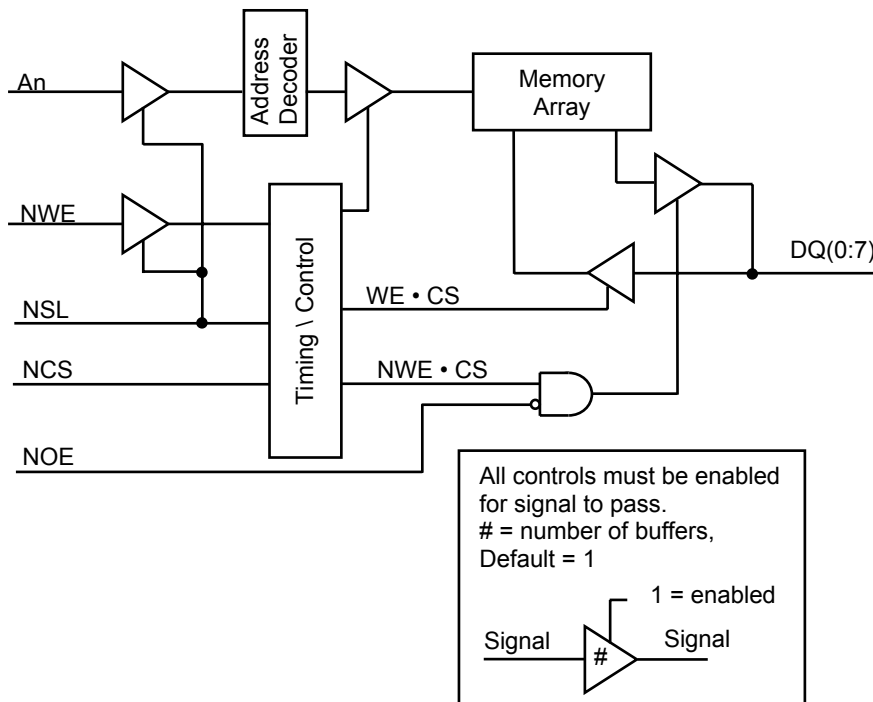 An
Address
Decoder
Memory
Array
NWE
DQ(0:7)
Timing \ Control
WE • CS
NSL
NCS
NWE • CS
NOE
All controls must be enabled
for signal to pass.
# = number of buffers,
Default = 1
1 = enabled
Signal
#
Signal